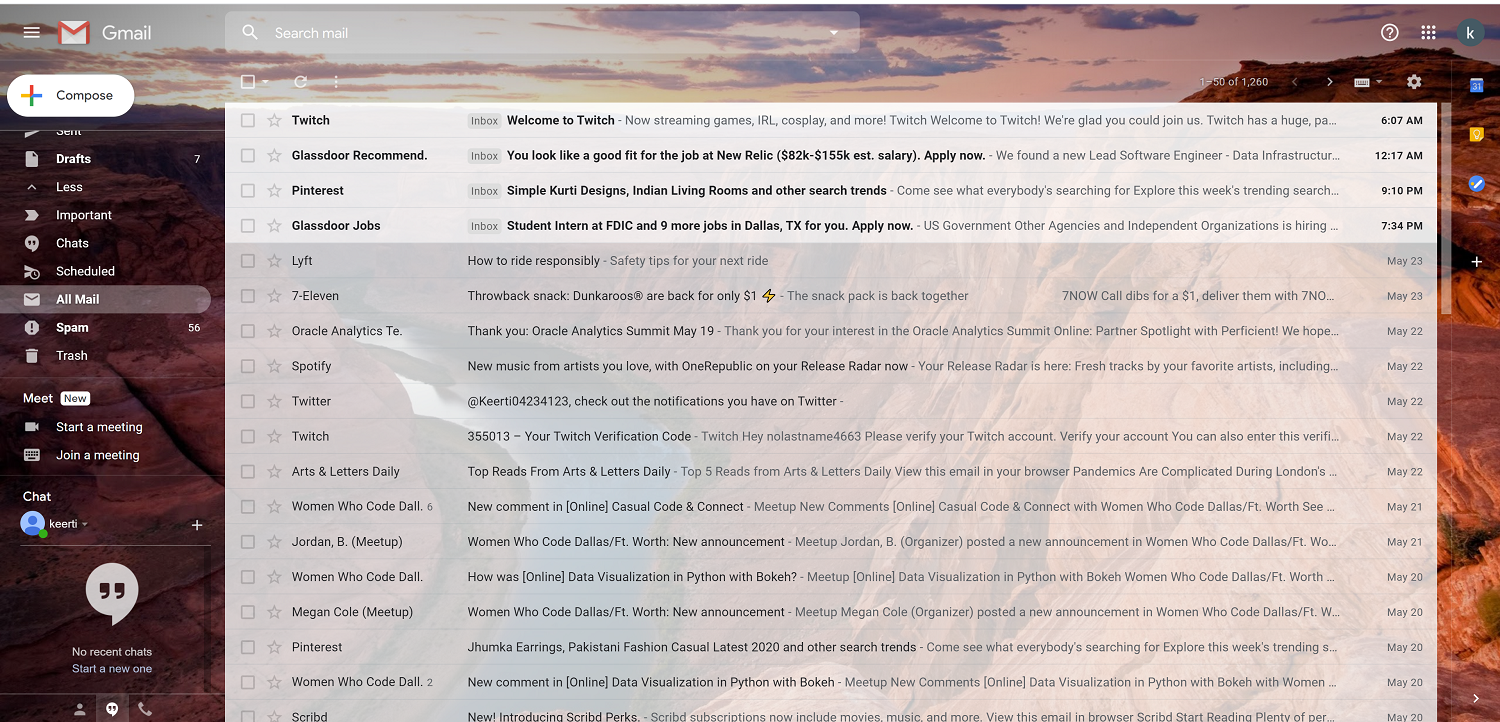 Gmail
Search mail
k
Compose
1–50 of 1,260
31
Sent
Drafts 7
Less
Important
Chats
Scheduled
All Mail
Spam 56
Trash
Meet New
Start a meeting
Join a meeting
Chat
keerti
No recent chats
Start a new one
Twitch Inbox Welcome to Twitch - Now streaming games, IRL, cosplay, and more! Twitch Welcome to Twitch! We're glad you could join us. Twitch has a huge, pa... 6:07 AM
Glassdoor Recommend. Inbox You look like a good fit for the job at New Relic ($82k-$155k est. salary). Apply now. - We found a new Lead Software Engineer - Data Infrastructur... 12:17 AM
Pinterest Inbox Simple Kurti Designs, Indian Living Rooms and other search trends - Come see what everybody's searching for Explore this week's trending search... 9:10 PM
Glassdoor Jobs Inbox Student Intern at FDIC and 9 more jobs in Dallas, TX for you. Apply now. - US Government Other Agencies and Independent Organizations is hiring ... 7:34 PM
Lyft How to ride responsibly - Safety tips for your next ride May 23
7-Eleven Throwback snack: Dunkaroos® are back for only $1 ⚡ - The snack pack is back together 7NOW Call dibs for a $1, deliver them with 7NO... May 23
Oracle Analytics Te. Thank you: Oracle Analytics Summit May 19 - Thank you for your interest in the Oracle Analytics Summit Online: Partner Spotlight with Perficient! We hope... May 22
Spotify New music from artists you love, with OneRepublic on your Release Radar now - Your Release Radar is here: Fresh tracks by your favorite artists, including... May 22
Twitter @Keerti04234123, check out the notifications you have on Twitter - May 22
Twitch 355013 – Your Twitch Verification Code - Twitch Hey nolastname4663 Please verify your Twitch account. Verify your account You can also enter this verifi... May 22
Arts & Letters Daily Top Reads From Arts & Letters Daily - Top 5 Reads from Arts & Letters Daily View this email in your browser Pandemics Are Complicated During London's ... May 22
Women Who Code Dall. 6 New comment in [Online] Casual Code & Connect - Meetup New Comments [Online] Casual Code & Connect with Women Who Code Dallas/Ft. Worth See ... May 21
Jordan, B. (Meetup) Women Who Code Dallas/Ft. Worth: New announcement - Meetup Jordan, B. (Organizer) posted a new announcement in Women Who Code Dallas/Ft. Wo... May 21
Women Who Code Dall. How was [Online] Data Visualization in Python with Bokeh? - Meetup [Online] Data Visualization in Python with Bokeh Women Who Code Dallas/Ft. Worth ... May 20
Megan Cole (Meetup) Women Who Code Dallas/Ft. Worth: New announcement - Meetup Megan Cole (Organizer) posted a new announcement in Women Who Code Dallas/Ft. W... May 20
Pinterest Jhumka Earrings, Pakistani Fashion Casual Latest 2020 and other search trends - Come see what everybody's searching for Explore this week's trending s... May 20
Women Who Code Dall. 2 New comment in [Online] Data Visualization in Python with Bokeh - Meetup New Comments [Online] Data Visualization in Python with Bokeh with Women ... May 20
Scribd New! Introducing Scribd Perks. - Scribd subscriptions now include movies, music, and more. View this email in browser Scribd Start Reading Plenty of per... May 20